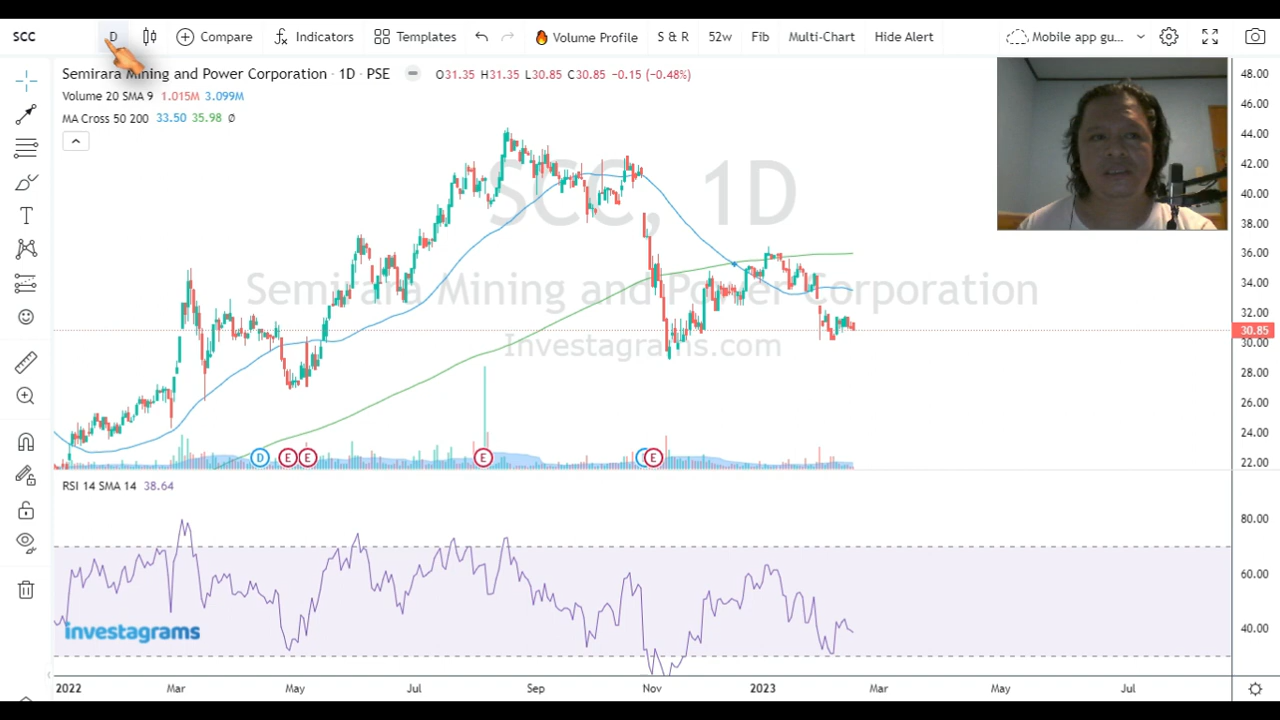 SCC D Compare Indicators Templates Volume Profile S & R 52w Fib Multi-Chart Hide Alert Mobile app gu...
Semirara Mining and Power Corporation · 1D · PSE O31.35 H31.35 L30.85 C30.85 -0.15 (-0.48%)
Volume 20 SMA 9 1.015M 3.099M
MA Cross 50 200 33.50 35.98 Ø
SCC, 1D
Semirara Mining and Power Corporation
Investagrams.com
48.00
46.00
44.00
42.00
40.00
38.00
36.00
34.00
32.00
30.85
30.00
28.00
26.00
24.00
22.00
D E E E E
RSI 14 SMA 14 38.64
80.00
60.00
40.00
investagrams
2022 Mar May Jul Sep Nov 2023 Mar May Jul